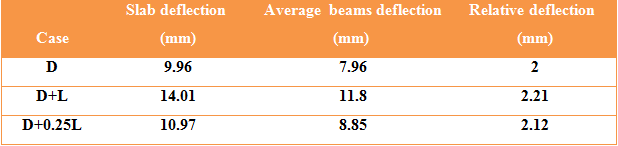 Slab deflection Average beams deflection Relative deflection
Case (mm) (mm) (mm)
D 9.96 7.96 2
D+L 14.01 11.8 2.21
D+0.25L 10.97 8.85 2.12